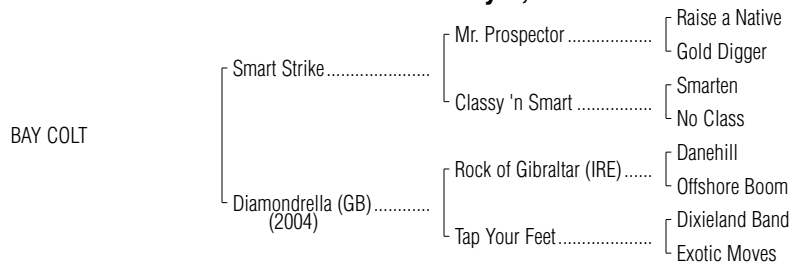 Raise a Native
Mr. Prospector ..................
Gold Digger
Smart Strike......................
Smarten
Classy 'n Smart ................
No Class
BAY COLT
Danehill
Rock of Gibraltar (IRE)......
Offshore Boom
Diamondrella (GB)............
(2004)
Dixieland Band
Tap Your Feet....................
Exotic Moves